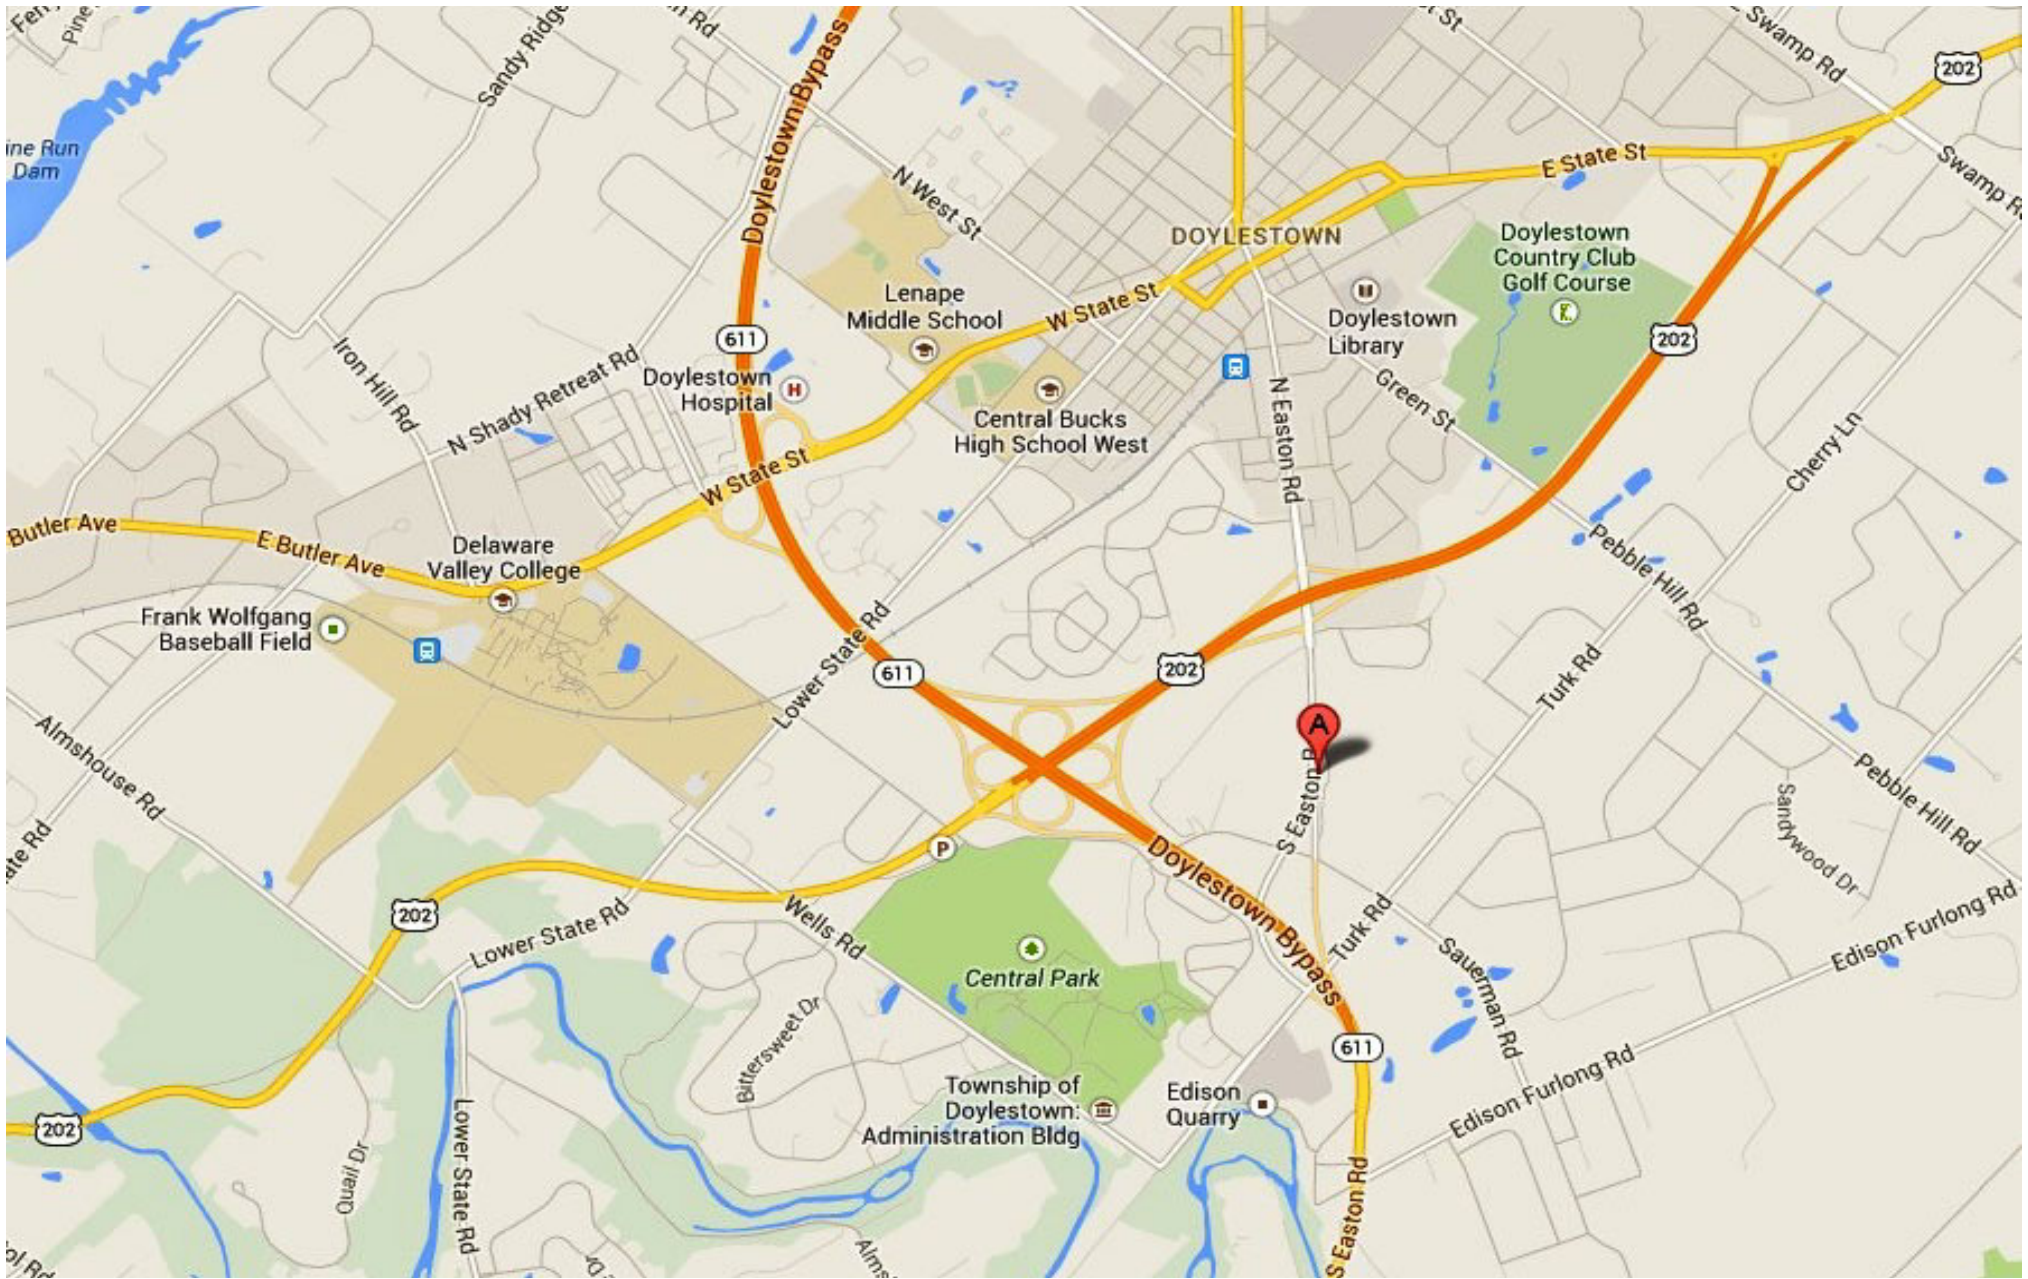 Sandy Ridge
Doylestown Bypass
E State St
202
Swamp Rd
Swamp
ine Run
Dam
N West St
DOYLESTOWN
Doylestown
Country Club
Golf Course
Lenape
Middle School
W State St
Doylestown
Library
611
202
Iron Hill Rd
N Shady Retreat Rd
Doylestown
Hospital
H
Central Bucks
High School West
N Easton Rd
Green St
Cherry Ln
W State St
Butler Ave
E Butler Ave
Delaware
Valley College
Pebble Hill Rd
Frank Wolfgang
Baseball Field
Lower State Rd
611
202
Turk Rd
A
S Easton
Almshouse Rd
Pebble Hill Rd
Sandywood Dr
P
Doylestown Bypass
202
Lower State Rd
Wells Rd
Turk Rd
Sauerman Rd
Edison Furlong Rd
Central Park
Bittersweet Dr
611
Township of
Doylestown:
Administration Bldg
Edison
Quarry
Edison Furlong Rd
202
Quail Dr
Lower State Rd
S Easton Rd